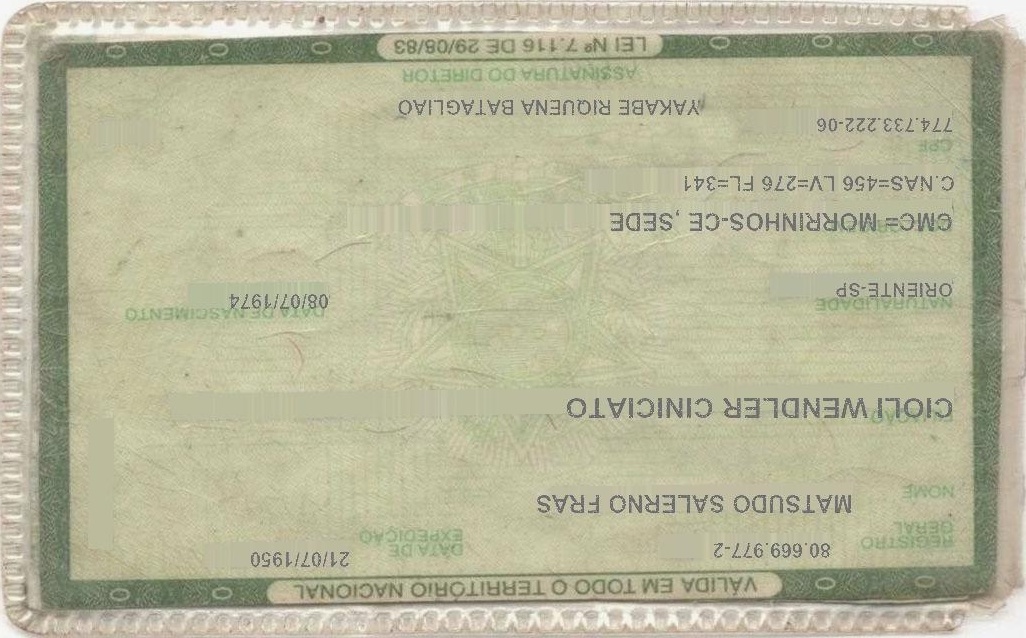 VÁLIDA EM TODO O TERRITÓRIO NACIONAL
REGISTRO GERAL 80.669.977-2 DATA DE EXPEDIÇÃO 21/07/1950
NOME MATSUDO SALERNO FRAS
FILIAÇÃO
CIOLI WENDLER CINICIATO
NATURALIDADE DATA DE NASCIMENTO
ORIENTE-SP 08/07/1974
CMC= MORRINHOS-CE ,SEDE
C.NAS=456 LV=276 FL=341
CPF
774.733.222-06
YAKABE RIQUENA BATAGLIAO
ASSINATURA DO DIRETOR
LEI Nº 7.116 DE 29/08/83